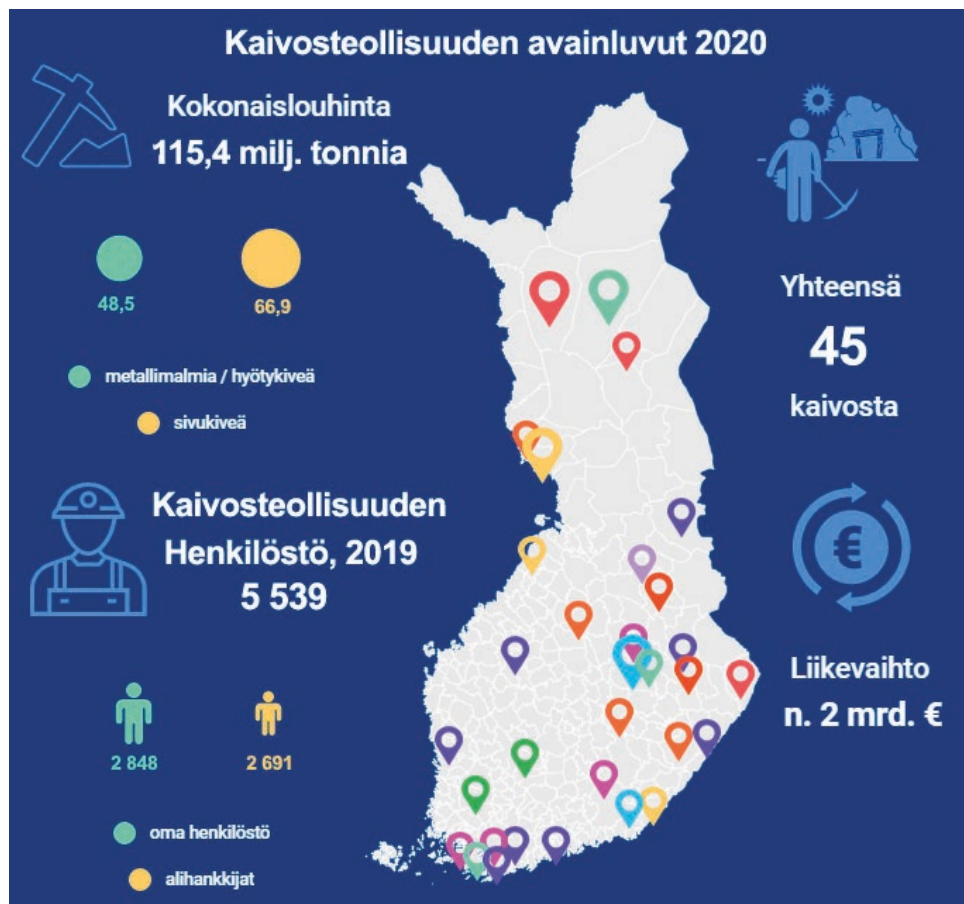 Kaivosteollisuuden avainluvut 2020
Kokonaislouhinta
115,4 milj. tonnia
48,5
66,9
metallimalmia / hyötykiveä
sivukiveä
Kaivosteollisuuden
Henkilöstö, 2019
5 539
2 848
2 691
oma henkilöstö
alihankkijat
Yhteensä
45
kaivosta
€
Liikevaihto
n. 2 mrd. €